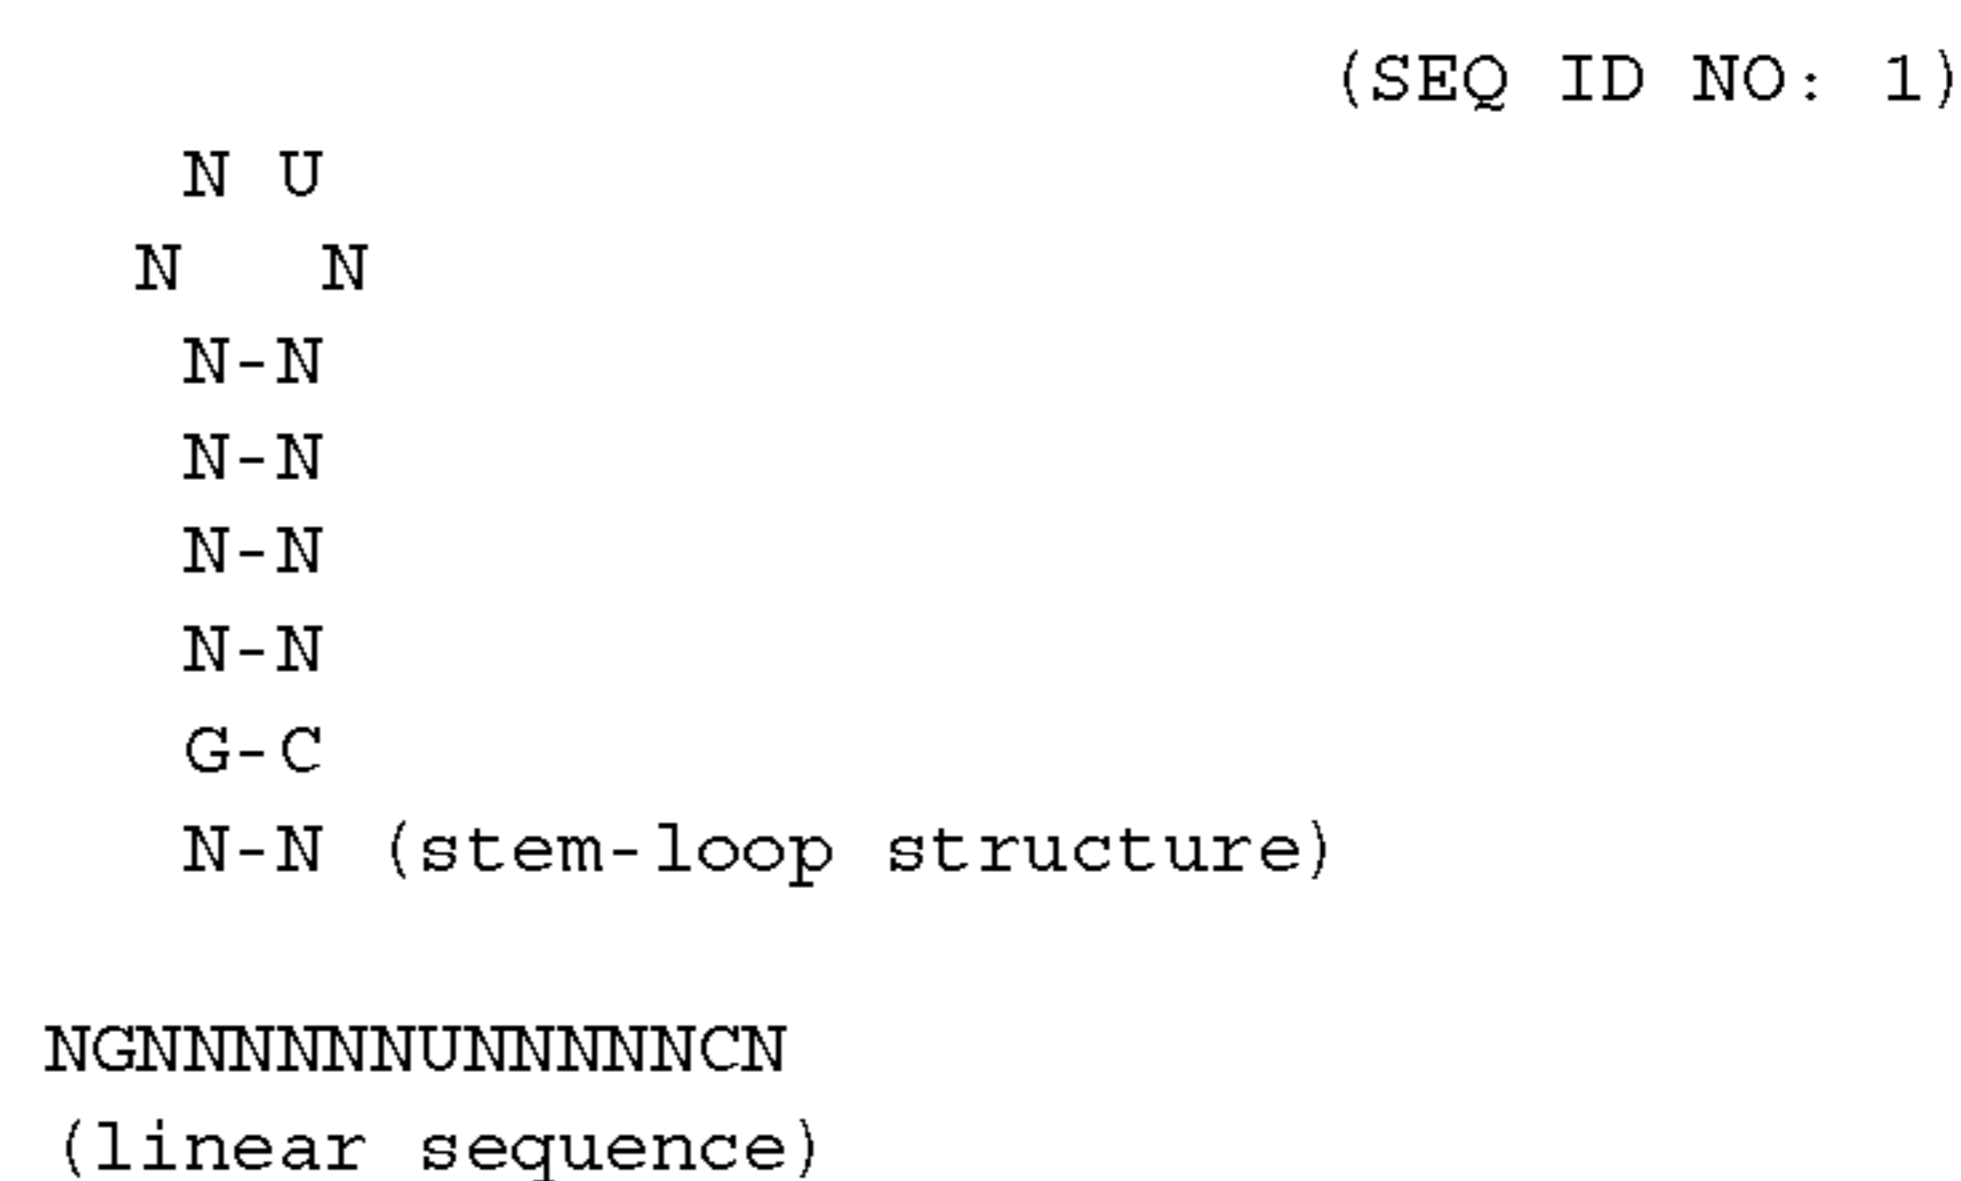 (SEQ ID NO: 1)
N U
N   N
N-N
N-N
N-N
N-N
G-C
N-N (stem-loop structure)
NGNNNNNNUNNNNNCN
(linear sequence)